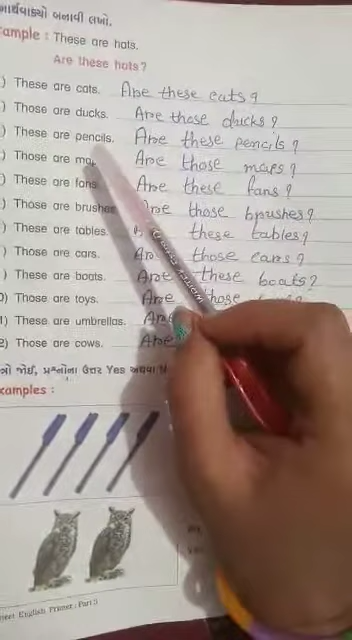 બનાવી લખો.
ample : These are hats.
Are these hats?
) These are cats. Are these cats?
) Those are ducks. Are those ducks?
) These are pencils. Are these pencils?
) Those are Are those maps?
) These are fans Are these fans?
) Those are brushes Are those brushes?
) These are tables. these tables?
) Those are cars. Are those cars?
) These are boats. Are these boats?
0) Those are toys. Are those
1) These are umbrellas. Are
2) Those are cows. Are
જોઈ, પ્રશ્નોના ઉત્તર Yes અથવા
xamples :
English Primer : Part 3